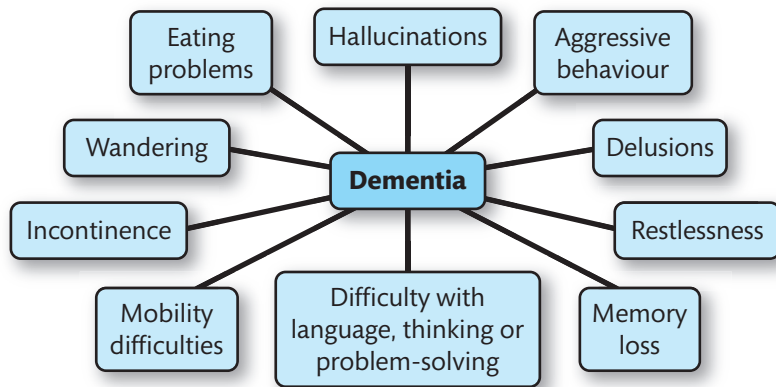 Eating
problems
Hallucinations
Aggressive
behaviour
Wandering
Dementia
Delusions
Incontinence
Restlessness
Mobility
difficulties
Difficulty with
language, thinking or
problem-solving
Memory
loss